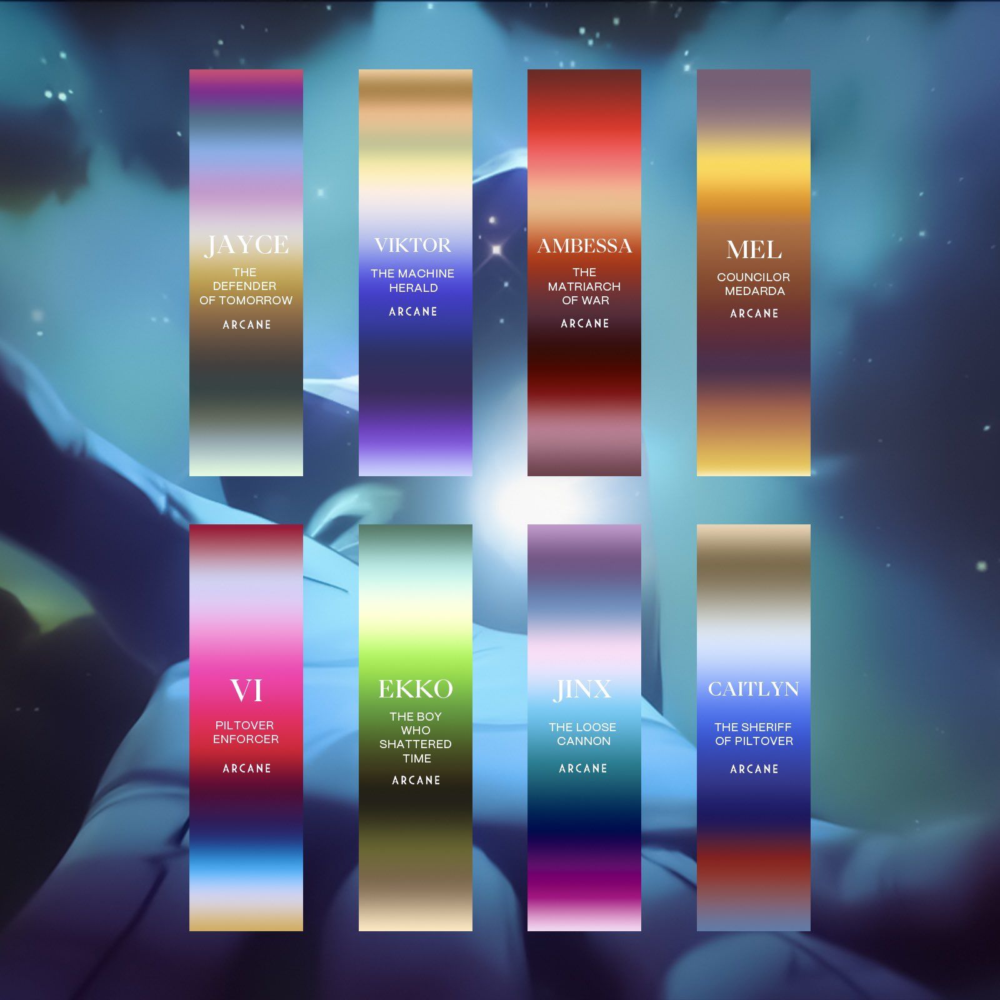 JAYCE
THE
DEFENDER
OF TOMORROW
ARCANE
VIKTOR
THE MACHINE
HERALD
ARCANE
AMBESSA
THE
MATRIARCH
OF WAR
ARCANE
MEL
COUNCILOR
MEDARDA
ARCANE
VI
PILTOVER
ENFORCER
ARCANE
EKKO
THE BOY
WHO
SHATTERED
TIME
ARCANE
JINX
THE LOOSE
CANNON
ARCANE
CAITLYN
THE SHERIFF
OF PILTOVER
ARCANE